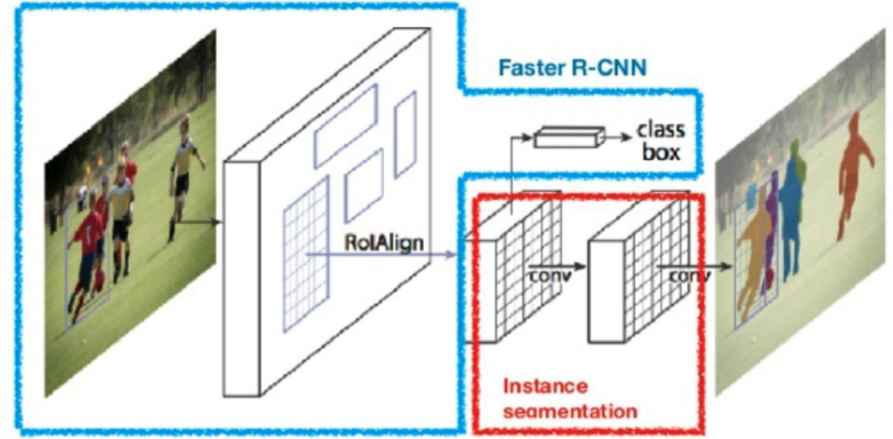 Faster R-CNN
class
box
RoIAlign
conv
conv
Instance
segmentation